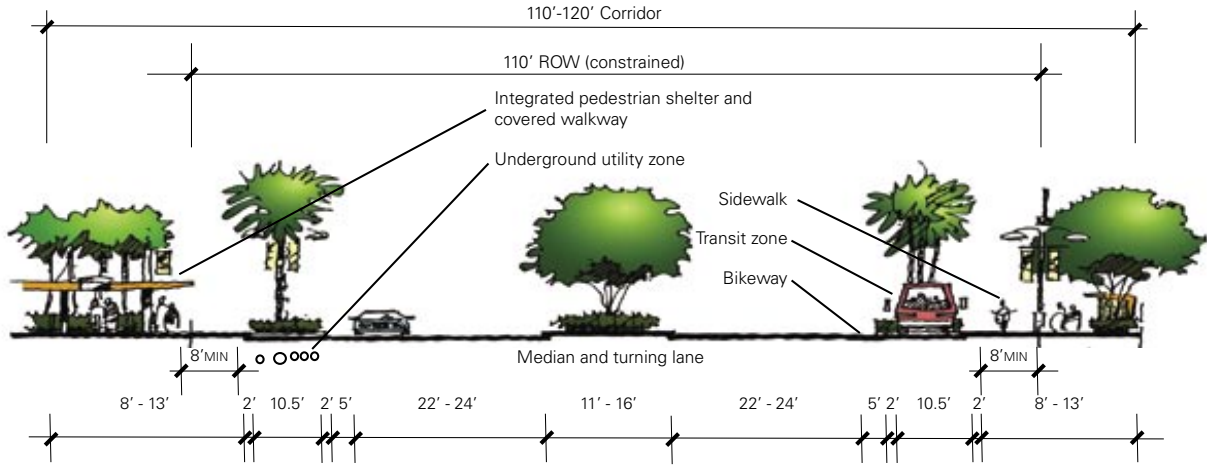 110'-120' Corridor
110' ROW (constrained)
Integrated pedestrian shelter and
covered walkway
Underground utility zone
Sidewalk
Transit zone
Bikeway
8'MIN
Median and turning lane
8'MIN
8' - 13' 2' 10.5' 2' 5' 22' - 24' 11' - 16' 22' - 24' 5' 2' 10.5' 2' 8' - 13'